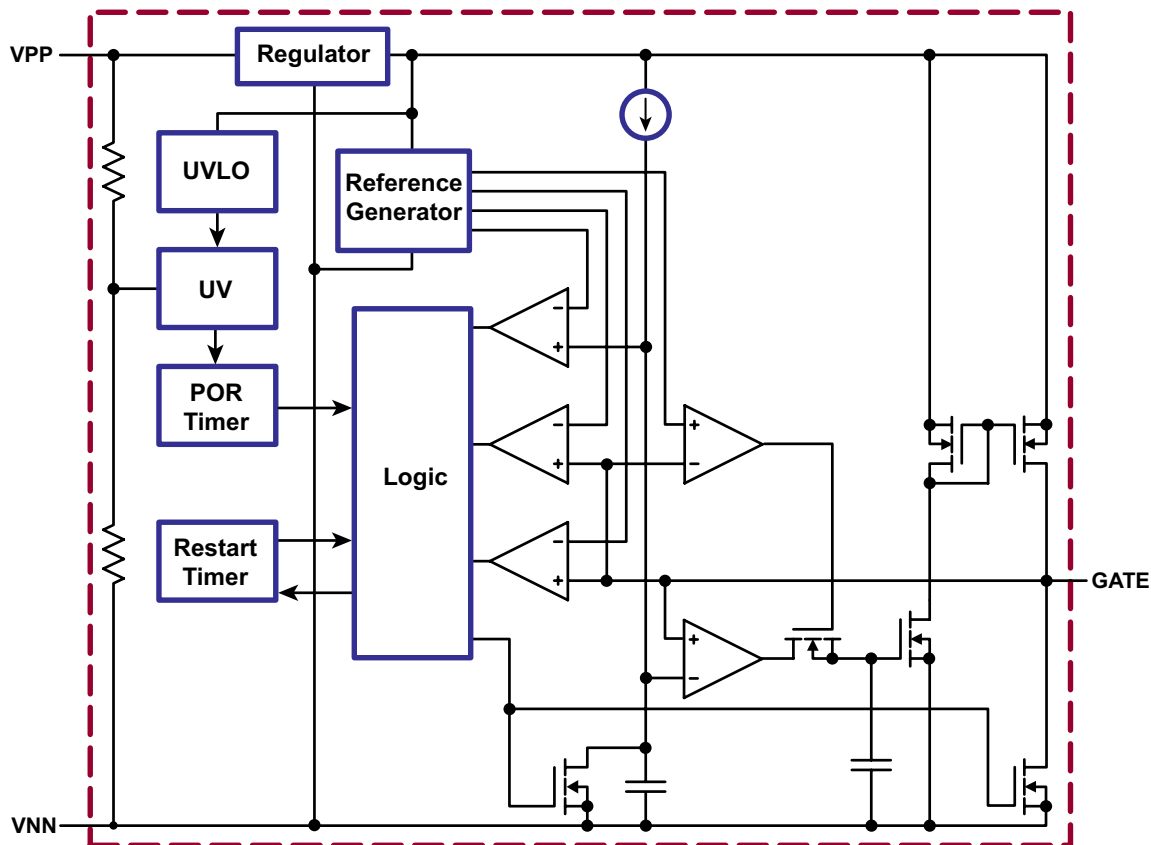 VPP
Regulator
UVLO
Reference
Generator
UV
−
+
POR
Timer
−
+
+
−
Logic
Restart
Timer
−
+
GATE
+
−
VNN